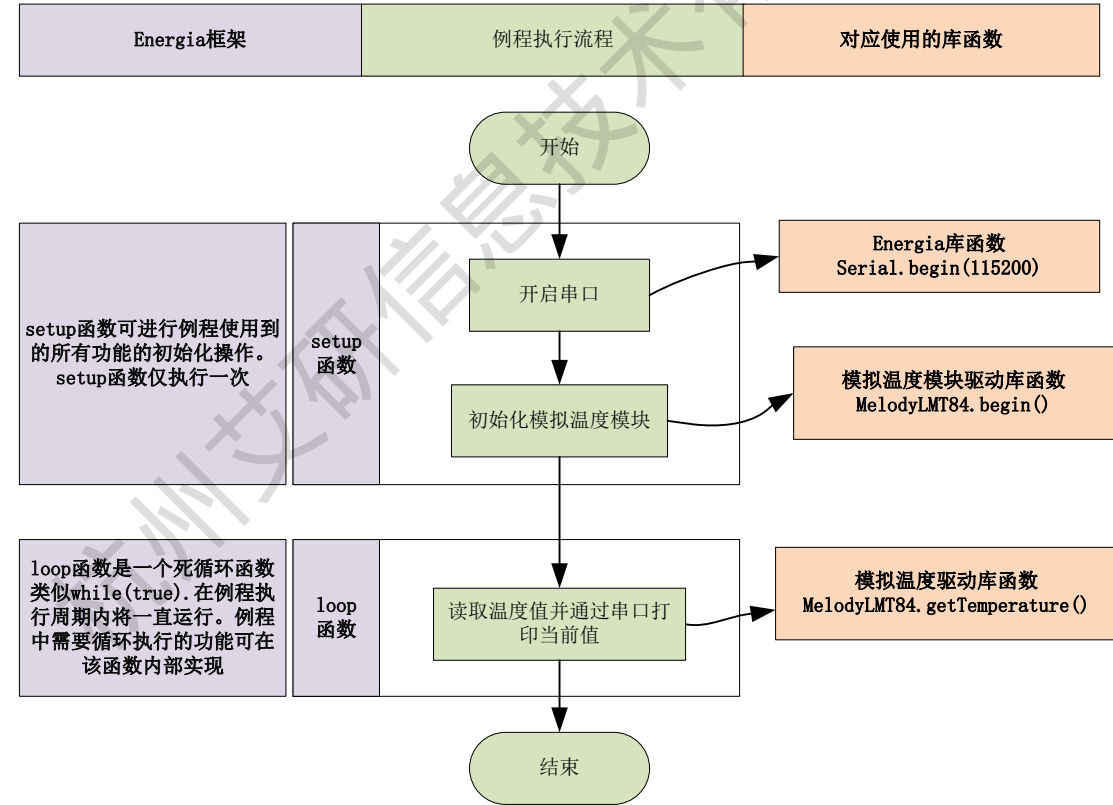 Energia框架
例程执行流程
对应使用的库函数
开始
setup函数可进行例程使用到
的所有功能的初始化操作。
setup函数仅执行一次
setup
函数
开启串口
Energia库函数
Serial.begin(115200)
初始化模拟温度模块
模拟温度模块驱动库函数
MelodyLMT84.begin()
loop函数是一个死循环函数
类似while(true).在例程执
行周期内将一直运行。例程
中需要循环执行的功能可在
该函数内部实现
loop
函数
读取温度值并通过串口打
印当前值
模拟温度驱动库函数
MelodyLMT84.getTemperature()
结束
杭州艾研信息技术有